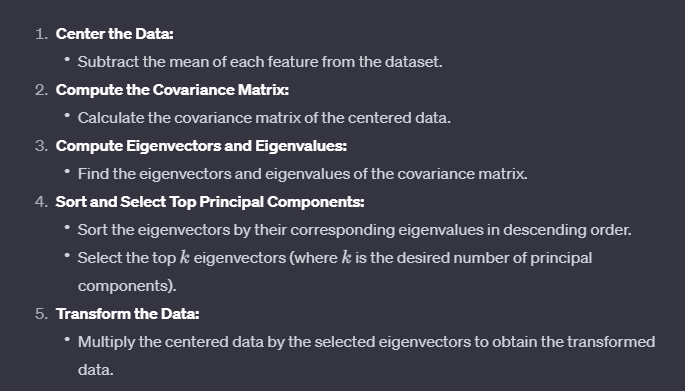 1. Center the Data:
• Subtract the mean of each feature from the dataset.
2. Compute the Covariance Matrix:
• Calculate the covariance matrix of the centered data.
3. Compute Eigenvectors and Eigenvalues:
• Find the eigenvectors and eigenvalues of the covariance matrix.
4. Sort and Select Top Principal Components:
• Sort the eigenvectors by their corresponding eigenvalues in descending order.
• Select the top k eigenvectors (where k is the desired number of principal
components).
5. Transform the Data:
• Multiply the centered data by the selected eigenvectors to obtain the transformed
data.